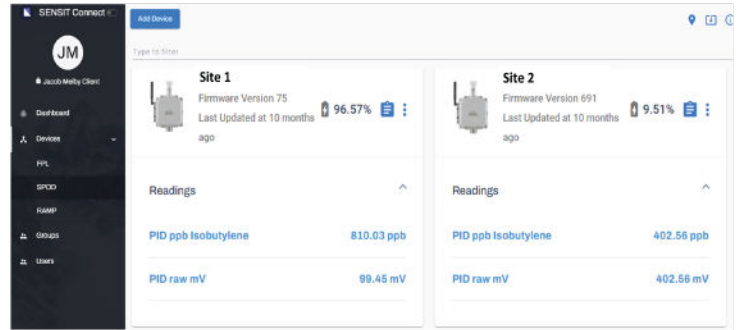 SENSIT Connect
JM
Jacob Melby Client
Dashboard
Devices
FPL
SPOD
RAMP
Groups
Users
Add Device
Type to filter
Site 1
Firmware Version 75
Last Updated at 10 months
ago
96.57%
Readings
PID ppb Isobutylene 810.03 ppb
PID raw mV 99.45 mV
Site 2
Firmware Version 691
Last Updated at 10 months
ago
9.51%
Readings
PID ppb Isobutylene 402.56 ppb
PID raw mV 402.56 mV